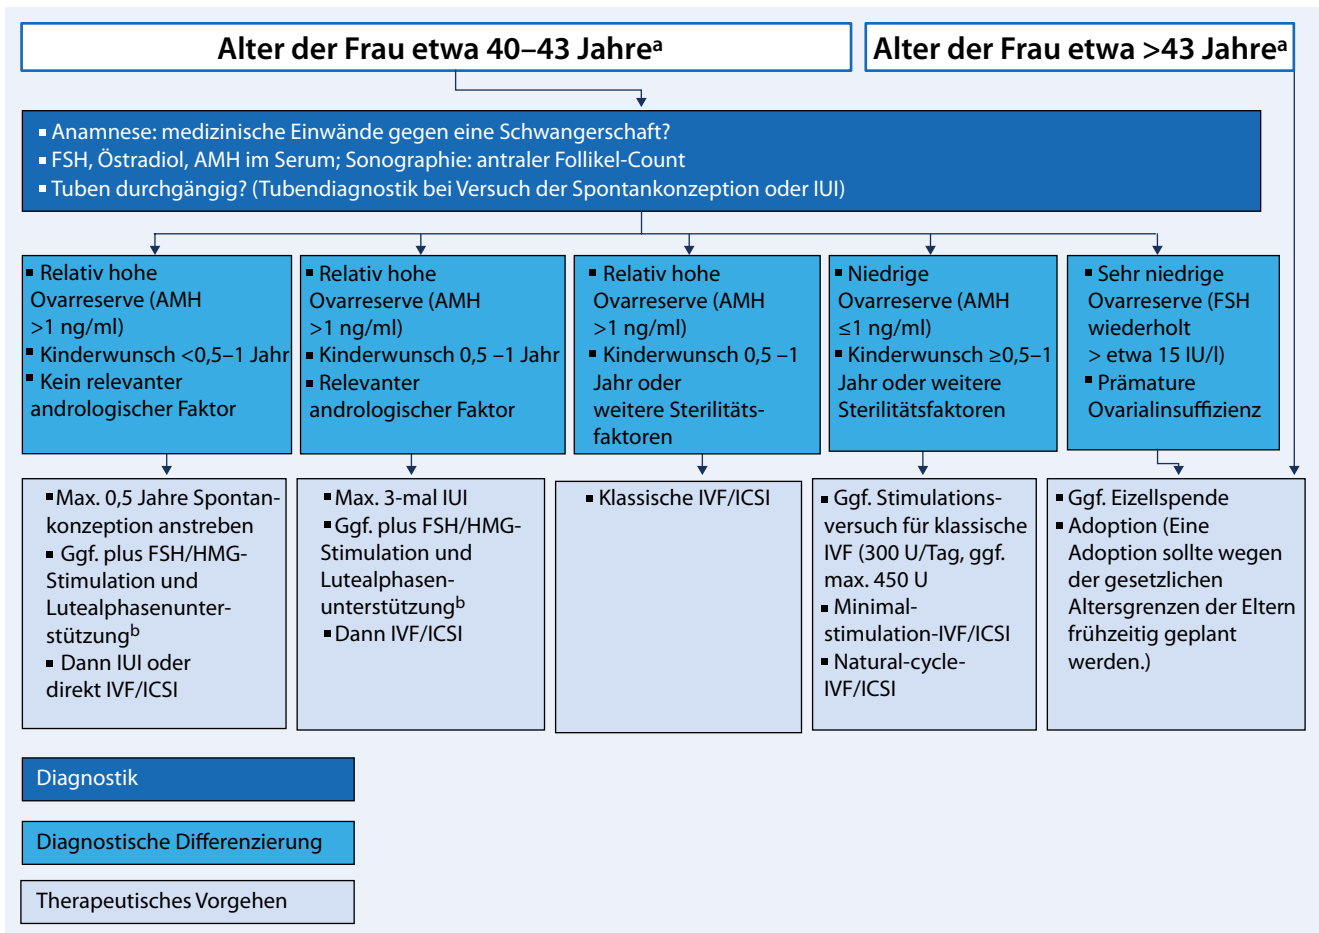 Alter der Frau etwa 40–43 Jahreᵃ
Alter der Frau etwa >43 Jahreᵃ
▪ Anamnese: medizinische Einwände gegen eine Schwangerschaft?
▪ FSH, Östradiol, AMH im Serum; Sonographie: antraler Follikel-Count
▪ Tuben durchgängig? (Tubendiagnostik bei Versuch der Spontankonzeption oder IUI)
▪ Relativ hohe
Ovarreserve (AMH
>1 ng/ml)
▪ Kinderwunsch <0,5–1 Jahr
▪ Kein relevanter
andrologischer Faktor
▪ Relativ hohe
Ovarreserve (AMH
>1 ng/ml)
▪ Kinderwunsch 0,5 –1 Jahr
▪ Relevanter
andrologischer Faktor
▪ Relativ hohe
Ovarreserve (AMH
>1 ng/ml)
▪ Kinderwunsch 0,5 –1
Jahr oder
weitere Sterilitäts-
faktoren
▪ Niedrige
Ovarreserve (AMH
≤1 ng/ml)
▪ Kinderwunsch ≥0,5–1
Jahr oder weitere
Sterilitätsfaktoren
▪ Sehr niedrige
Ovarreserve (FSH
wiederholt
> etwa 15 IU/l)
▪ Prämature
Ovarialinsuffizienz
▪ Max. 0,5 Jahre Spontan-
konzeption anstreben
▪ Ggf. plus FSH/HMG-
Stimulation und
Lutealphasenunter-
stützungᵇ
▪ Dann IUI oder
direkt IVF/ICSI
▪ Max. 3-mal IUI
▪ Ggf. plus FSH/HMG-
Stimulation und
Lutealphasen-
unterstützungᵇ
▪ Dann IVF/ICSI
▪ Klassische IVF/ICSI
▪ Ggf. Stimulations-
versuch für klassische
IVF (300 U/Tag, ggf.
max. 450 U
▪ Minimal-
stimulation-IVF/ICSI
▪ Natural-cycle-
IVF/ICSI
▪ Ggf. Eizellspende
▪ Adoption (Eine
Adoption sollte wegen
der gesetzlichen
Altersgrenzen der Eltern
frühzeitig geplant
werden.)
Diagnostik
Diagnostische Differenzierung
Therapeutisches Vorgehen